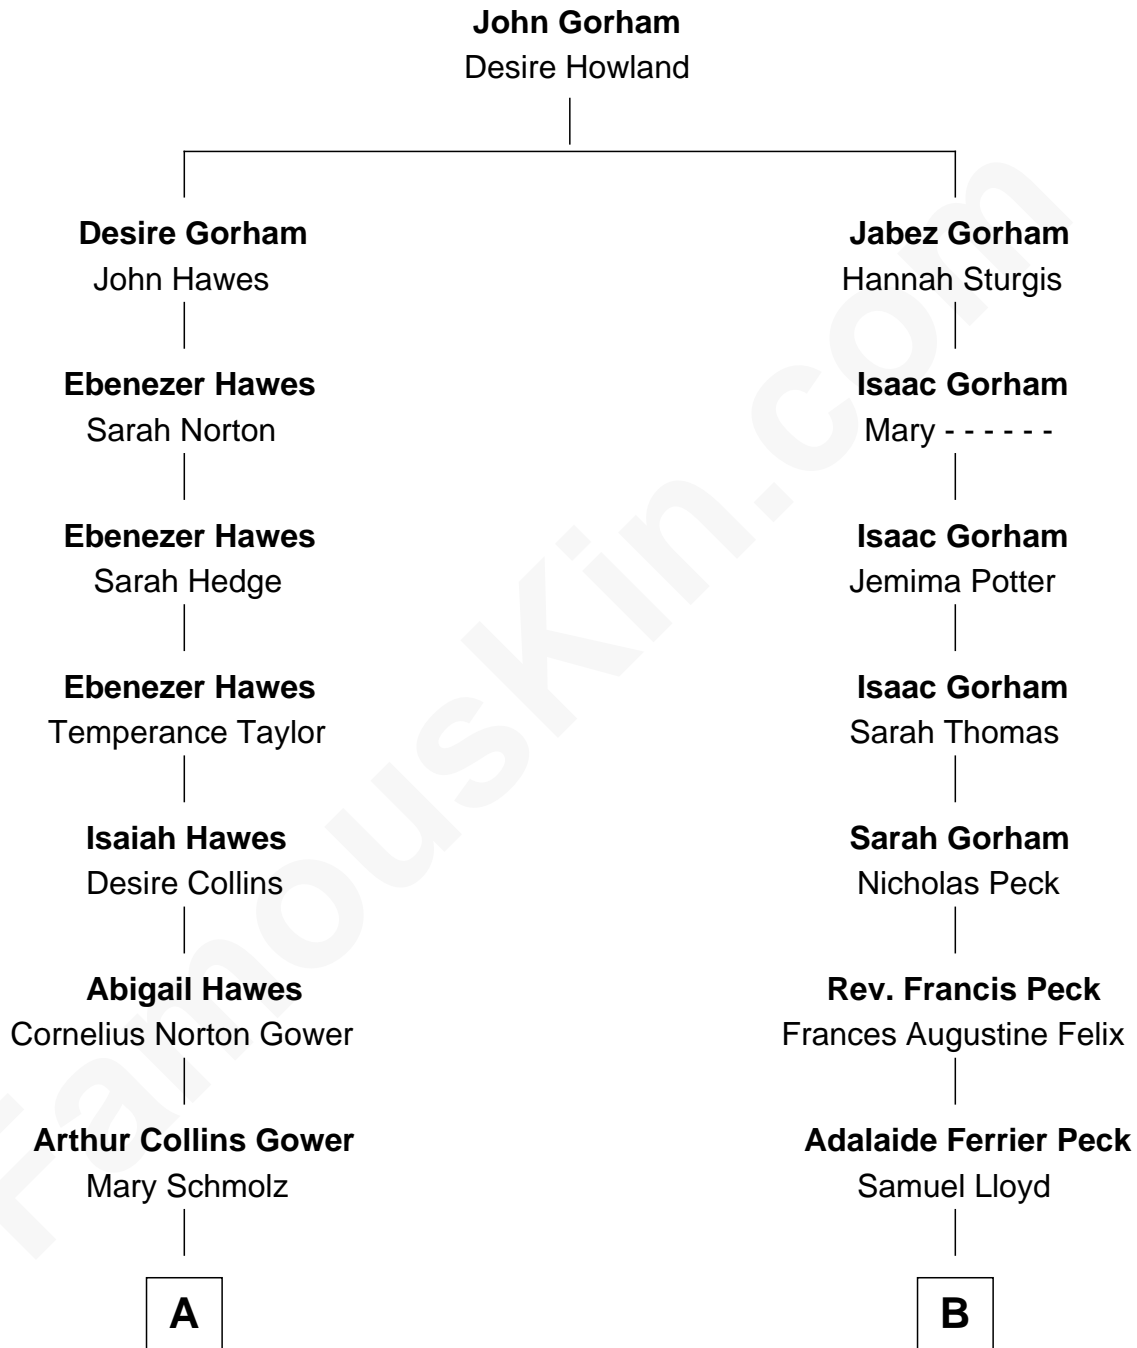 John Gorham
Desire Howland
Desire Gorham
John Hawes
Jabez Gorham
Hannah Sturgis
Ebenezer Hawes
Sarah Norton
Isaac Gorham
Mary - - - - - -
Ebenezer Hawes
Sarah Hedge
Isaac Gorham
Jemima Potter
Ebenezer Hawes
Temperance Taylor
Isaac Gorham
Sarah Thomas
Isaiah Hawes
Desire Collins
Sarah Gorham
Nicholas Peck
Abigail Hawes
Cornelius Norton Gower
Rev. Francis Peck
Frances Augustine Felix
Arthur Collins Gower
Mary Schmolz
Adalaide Ferrier Peck
Samuel Lloyd
A
B
FamousKin.com